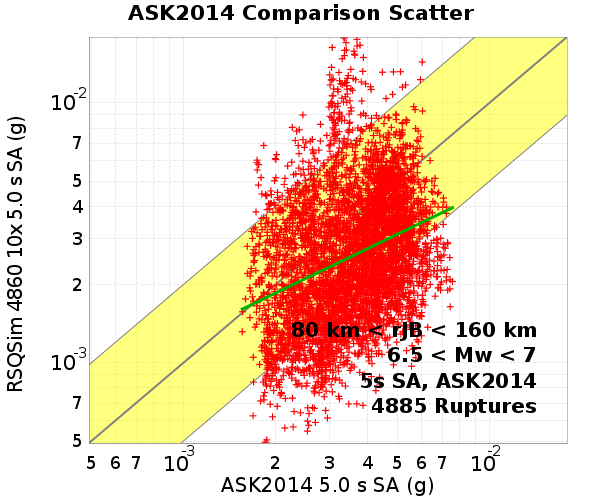 ASK2014 Comparison Scatter
RSQSim 4860 10x 5.0 s SA (g)
10-2
7
5
4
3
2
10-3
7
5
80 km < rJB < 160 km
6.5 < Mw < 7
5s SA, ASK2014
4885 Ruptures
5 6 7 10-3 2 3 4 5 6 7 10-2
ASK2014 5.0 s SA (g)